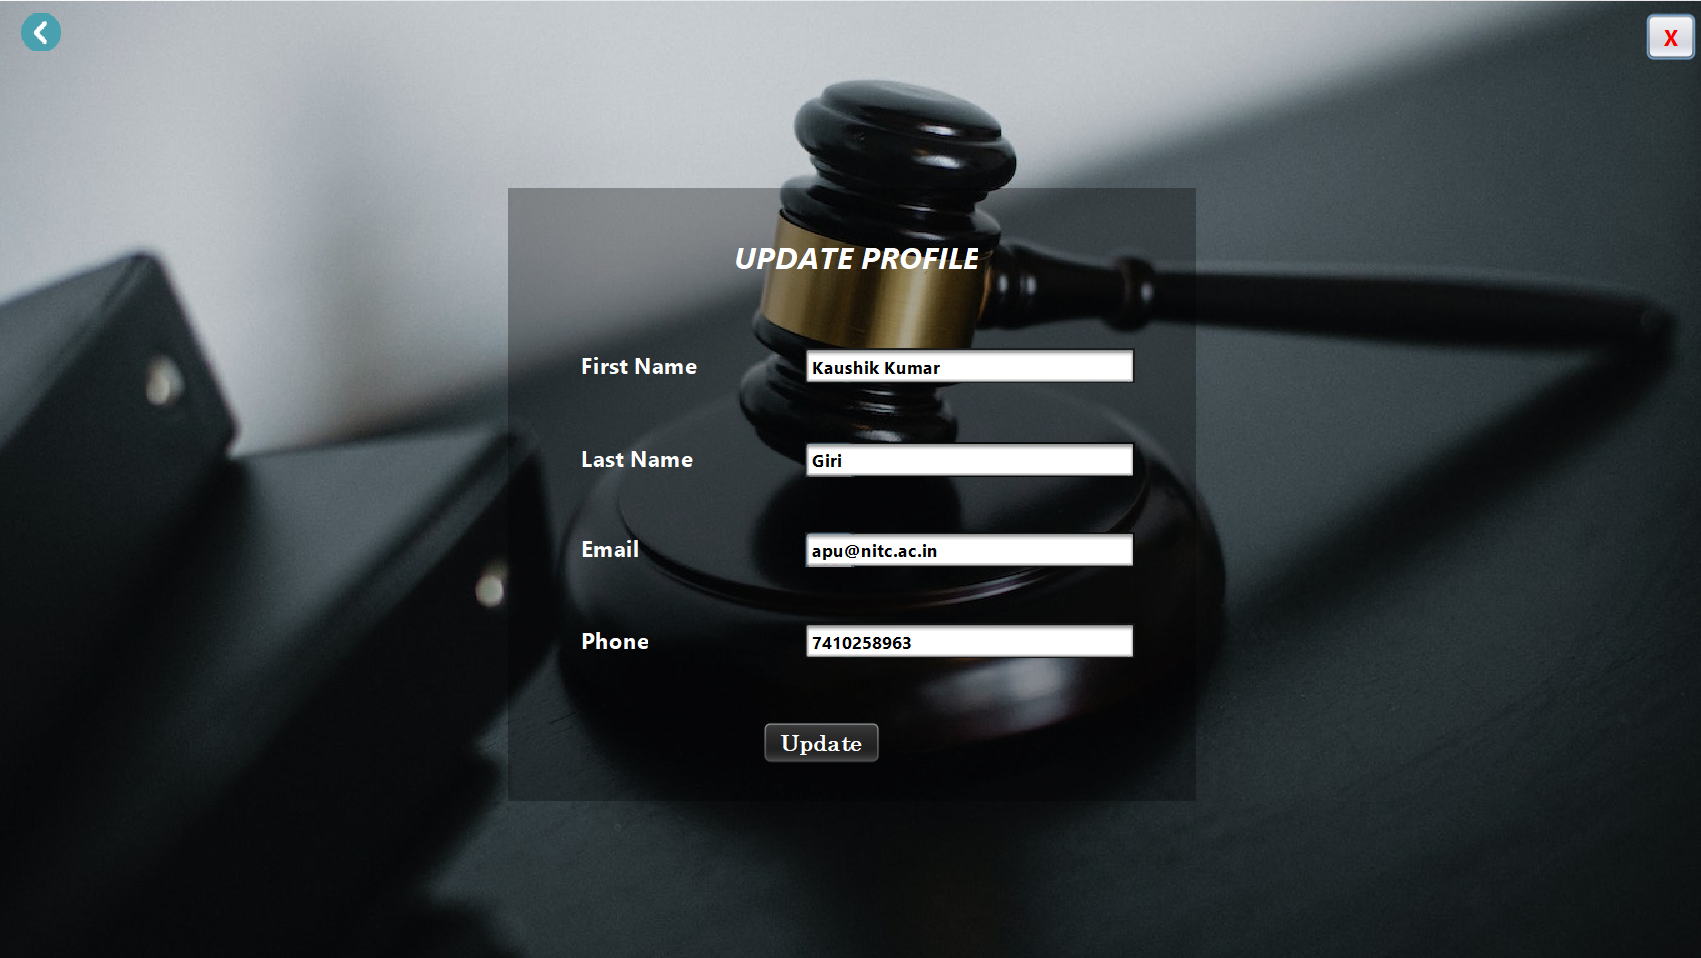 X
UPDATE PROFILE
First Name Kaushik Kumar
Last Name Giri
Email apu@nitc.ac.in
Phone 7410258963
Update